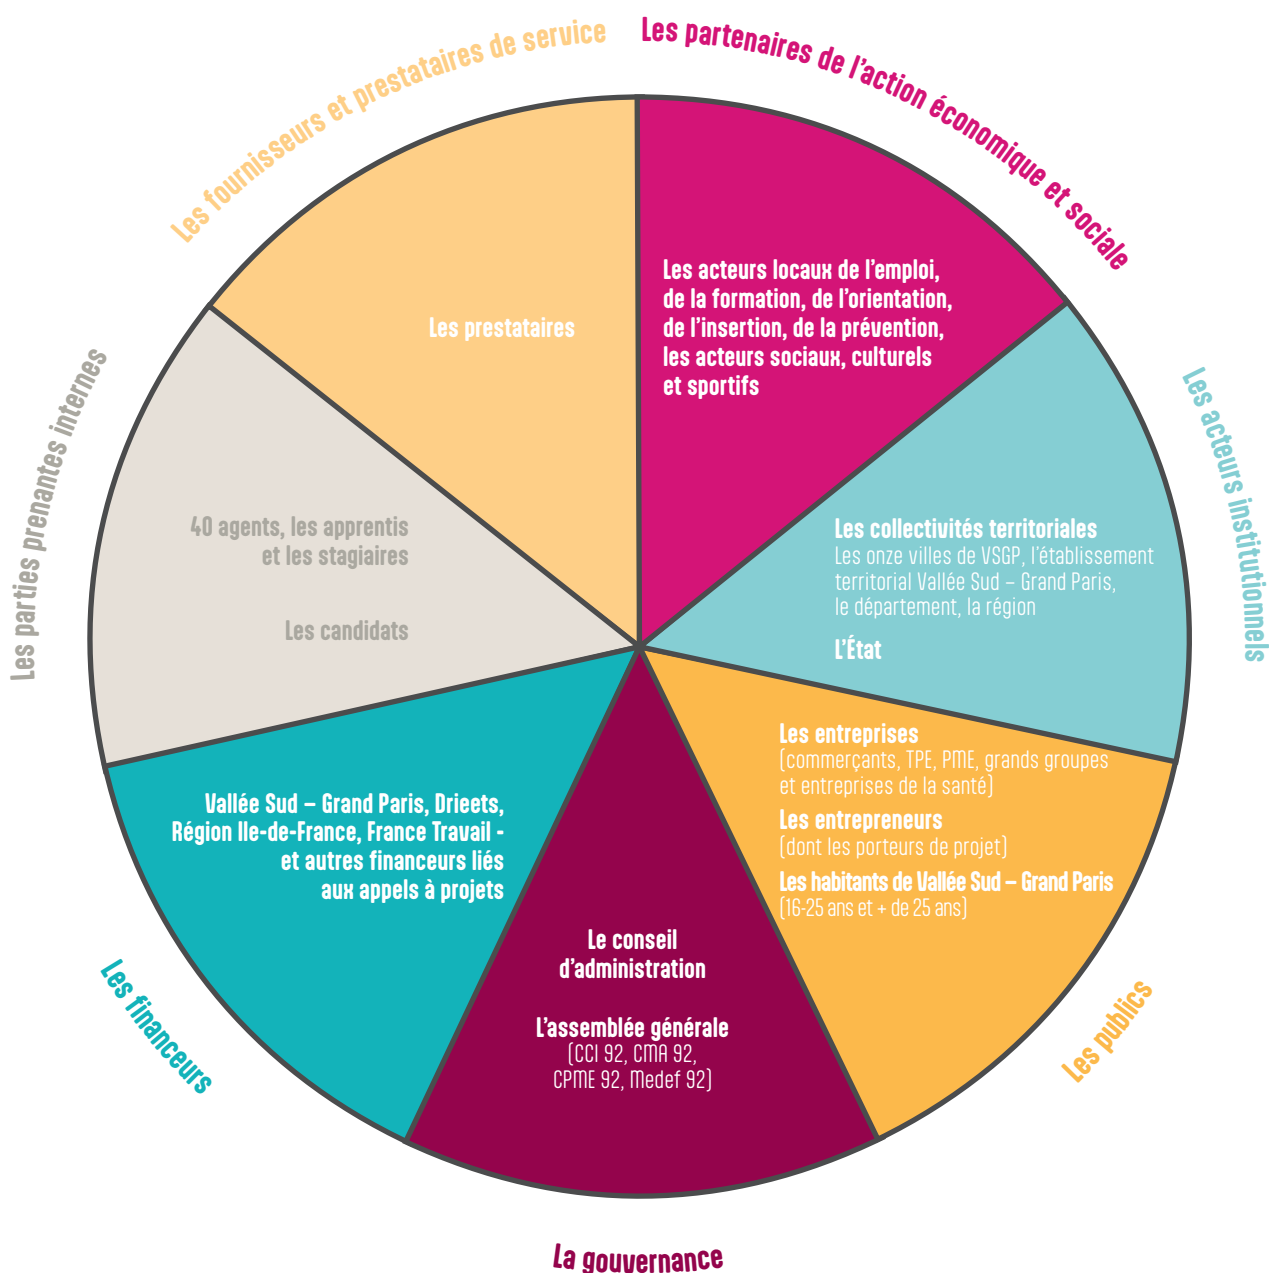 Les partenaires de l'action économique et sociale
Les acteurs locaux de l'emploi,
de la formation, de l'orientation,
de l'insertion, de la prévention,
les acteurs sociaux, culturels
et sportifs
Les acteurs institutionnels
Les collectivités territoriales
Les onze villes de VSGP, l'établissement
territorial Vallée Sud – Grand Paris,
le département, la région
L'État
Les publics
Les entreprises
(commerçants, TPE, PME, grands groupes
et entreprises de la santé)
Les entrepreneurs
(dont les porteurs de projet)
Les habitants de Vallée Sud – Grand Paris
(16-25 ans et + de 25 ans)
La gouvernance
Le conseil
d'administration
L'assemblée générale
(CCI 92, CMA 92,
CPME 92, Medef 92)
Les financeurs
Vallée Sud – Grand Paris, Drieets,
Région Ile-de-France, France Travail -
et autres financeurs liés
aux appels à projets
Les parties prenantes internes
40 agents, les apprentis
et les stagiaires
Les candidats
Les fournisseurs et prestataires de service
Les prestataires